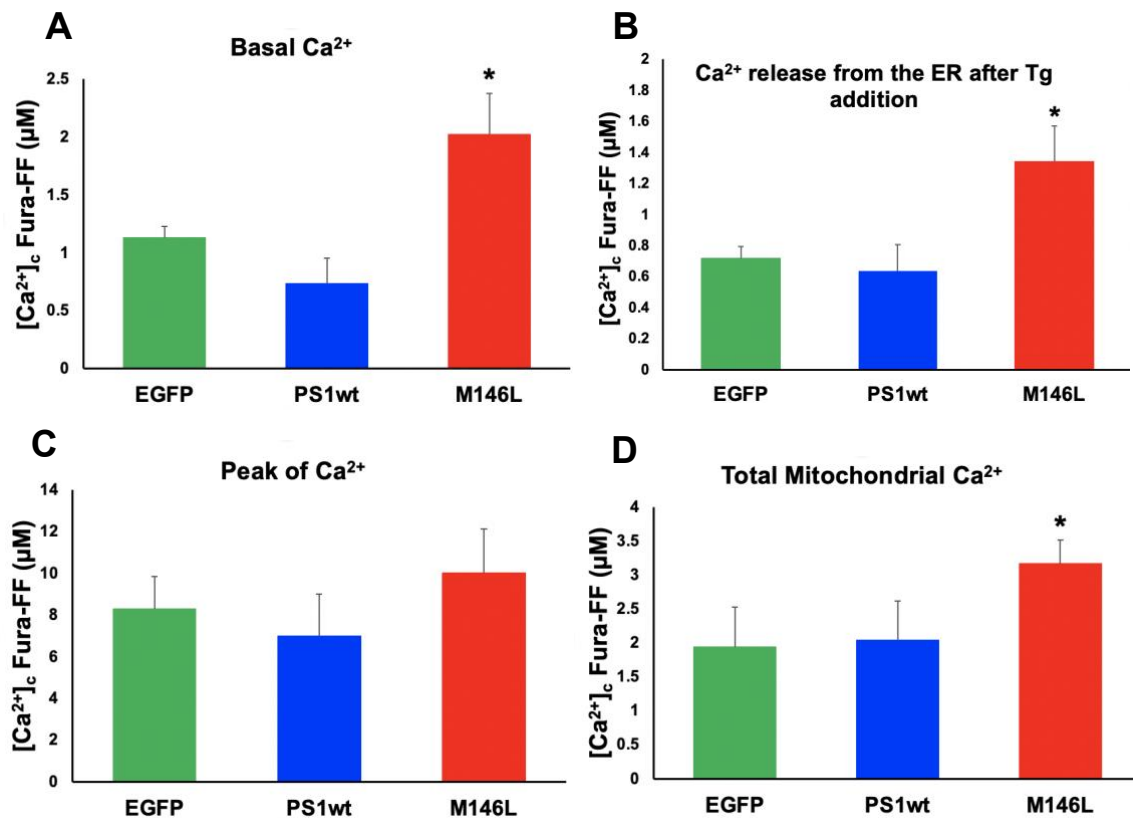 A
Basal Ca²⁺
[Ca²⁺]c Fura-FF (µM)
2.5
*
2
1.5
1
0.5
0
EGFP PS1wt M146L
B
Ca²⁺ release from the ER after Tg
addition
[Ca²⁺]c Fura-FF (µM)
2
1.8
*
1.6
1.4
1.2
1
0.8
0.6
0.4
0.2
0
EGFP PS1wt M146L
C
Peak of Ca²⁺
[Ca²⁺]c Fura-FF (µM)
14
12
10
8
6
4
2
0
EGFP PS1wt M146L
D
Total Mitochondrial Ca²⁺
[Ca²⁺]c Fura-FF (µM)
4
*
3.5
3
2.5
2
1.5
1
0.5
0
EGFP PS1wt M146L